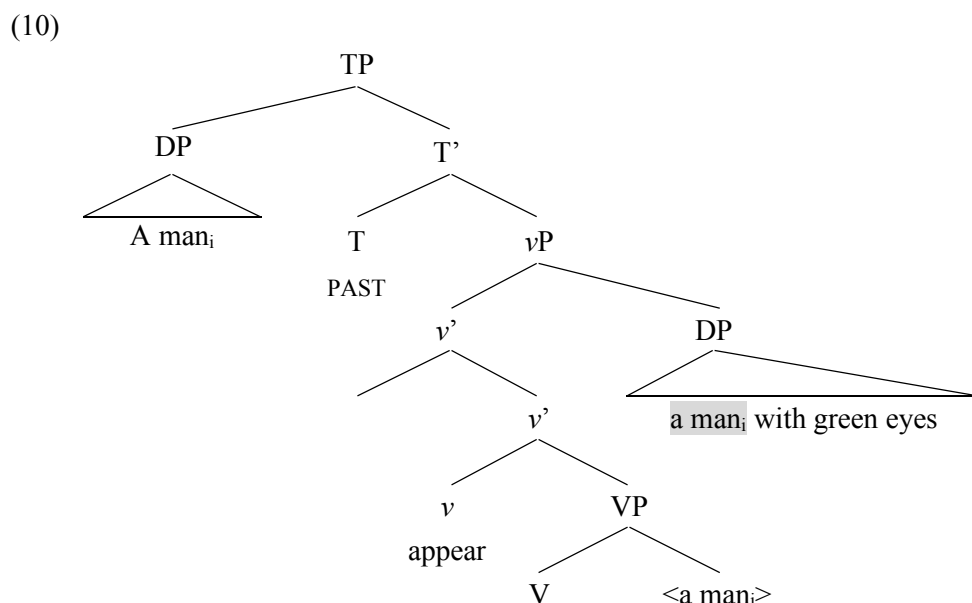 (10)
TP
DP T’
A manᵢ T vP
PAST
v’ DP
v’ a manᵢ with green eyes
v VP
appear
V <a manᵢ>